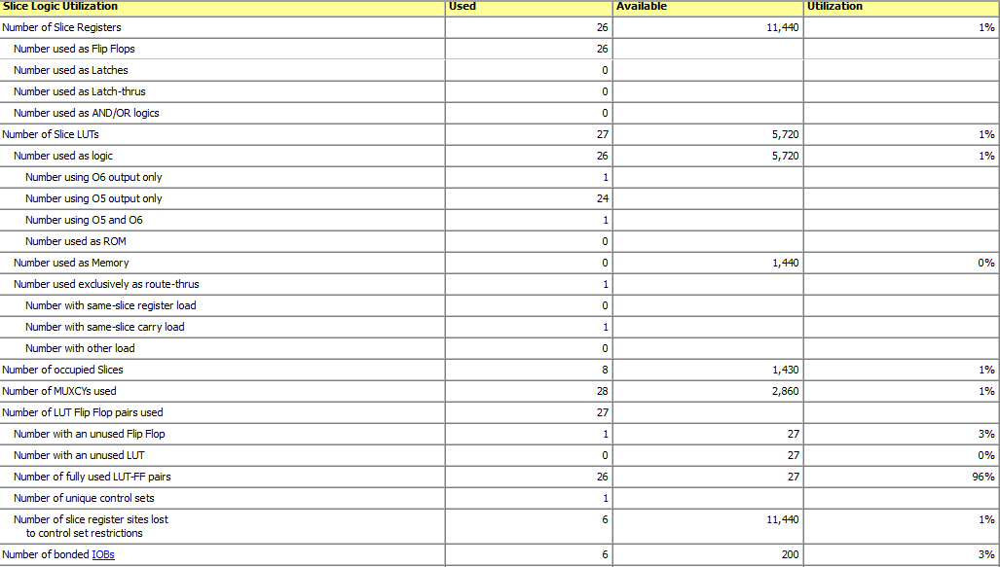 Slice Logic Utilization Used Available Utilization
Number of Slice Registers 26 11,440 1%
Number used as Flip Flops 26
Number used as Latches 0
Number used as Latch-thrus 0
Number used as AND/OR logics 0
Number of Slice LUTs 27 5,720 1%
Number used as logic 26 5,720 1%
Number using O6 output only 1
Number using O5 output only 24
Number using O5 and O6 1
Number used as ROM 0
Number used as Memory 0 1,440 0%
Number used exclusively as route-thrus 1
Number with same-slice register load 0
Number with same-slice carry load 1
Number with other load 0
Number of occupied Slices 8 1,430 1%
Number of MUXCYs used 28 2,860 1%
Number of LUT Flip Flop pairs used 27
Number with an unused Flip Flop 1 27 3%
Number with an unused LUT 0 27 0%
Number of fully used LUT-FF pairs 26 27 96%
Number of unique control sets 1
Number of slice register sites lost 6 11,440 1%
to control set restrictions
Number of bonded IOBs 6 200 3%